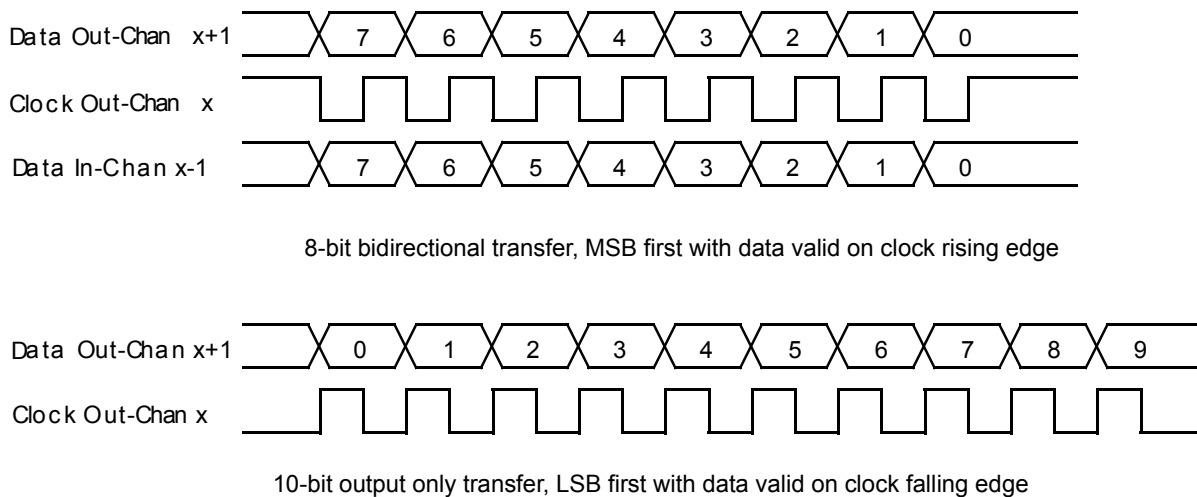 Data Out-Chan x+1 7 6 5 4 3 2 1 0
Clock Out-Chan x
Data In-Chan x-1 7 6 5 4 3 2 1 0
8-bit bidirectional transfer, MSB first with data valid on clock rising edge
Data Out-Chan x+1 0 1 2 3 4 5 6 7 8 9
Clock Out-Chan x
10-bit output only transfer, LSB first with data valid on clock falling edge